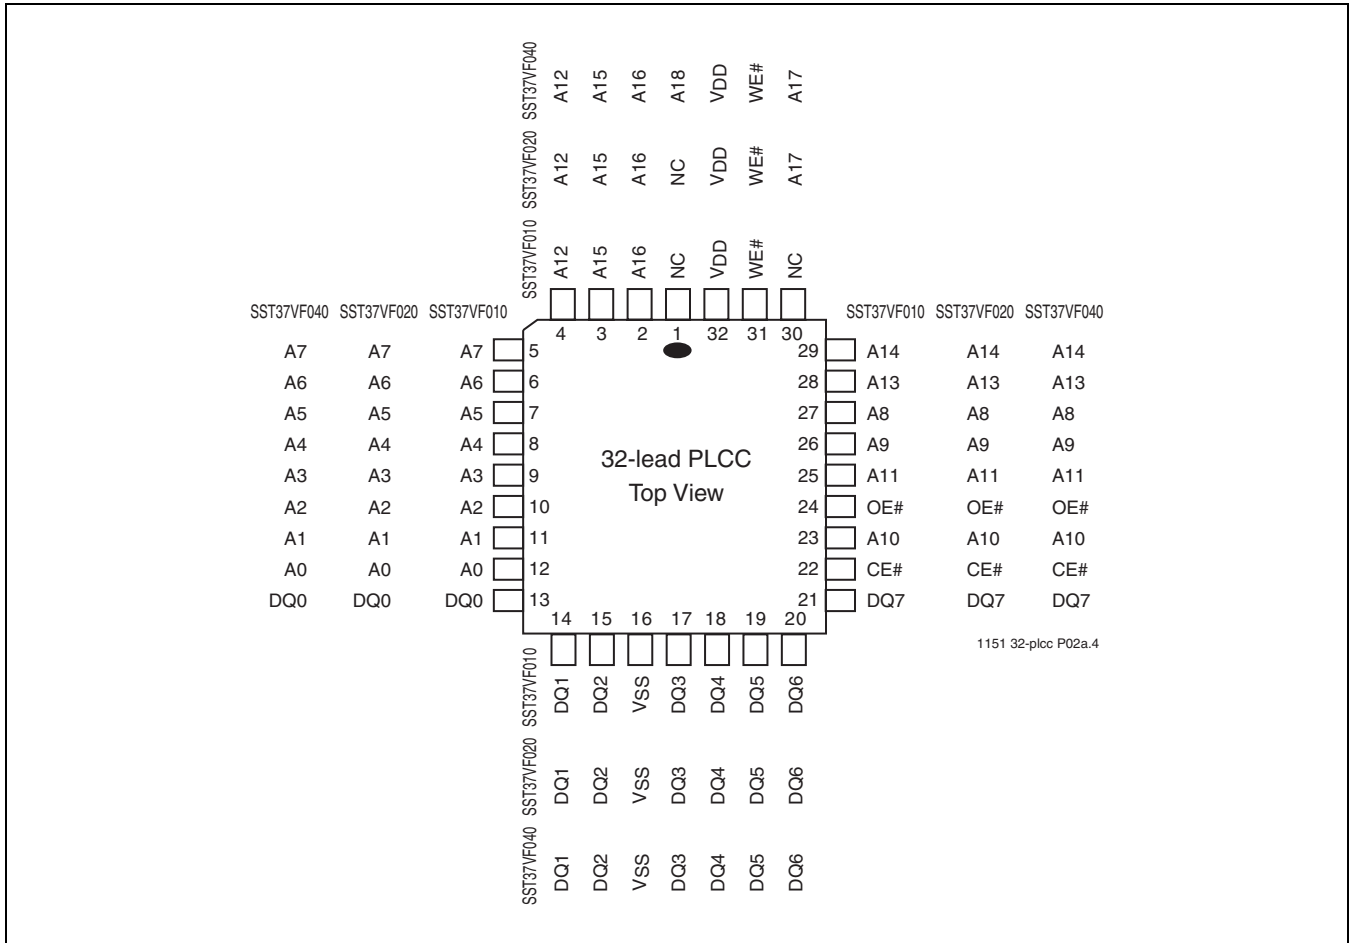 SST37VF040 A12 A15 A16 A18 VDD WE# A17
SST37VF020 A12 A15 A16 NC VDD WE# A17
SST37VF010 A12 A15 A16 NC VDD WE# NC
4 3 2 1 32 31 30
SST37VF040 SST37VF020 SST37VF010
SST37VF010 SST37VF020 SST37VF040
A7 A7 A7 5 29 A14 A14 A14
A6 A6 A6 6 28 A13 A13 A13
A5 A5 A5 7 27 A8 A8 A8
A4 A4 A4 8 26 A9 A9 A9
32-lead PLCC
Top View
A3 A3 A3 9 25 A11 A11 A11
A2 A2 A2 10 24 OE# OE# OE#
A1 A1 A1 11 23 A10 A10 A10
A0 A0 A0 12 22 CE# CE# CE#
DQ0 DQ0 DQ0 13 21 DQ7 DQ7 DQ7
14 15 16 17 18 19 20
1151 32-plcc P02a.4
SST37VF010 DQ1 DQ2 VSS DQ3 DQ4 DQ5 DQ6
SST37VF020 DQ1 DQ2 VSS DQ3 DQ4 DQ5 DQ6
SST37VF040 DQ1 DQ2 VSS DQ3 DQ4 DQ5 DQ6